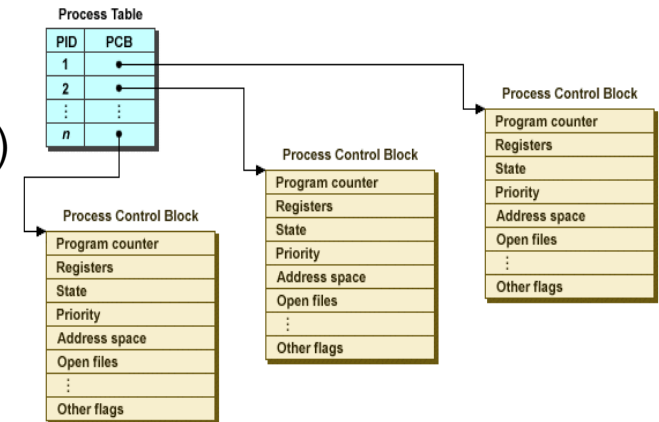 Process Table
PID PCB
1
2
⋮ ⋮
n
)
Process Control Block
Program counter
Registers
State
Priority
Address space
Open files
⋮
Other flags
Process Control Block
Program counter
Registers
State
Priority
Address space
Open files
⋮
Other flags
Process Control Block
Program counter
Registers
State
Priority
Address space
Open files
⋮
Other flags